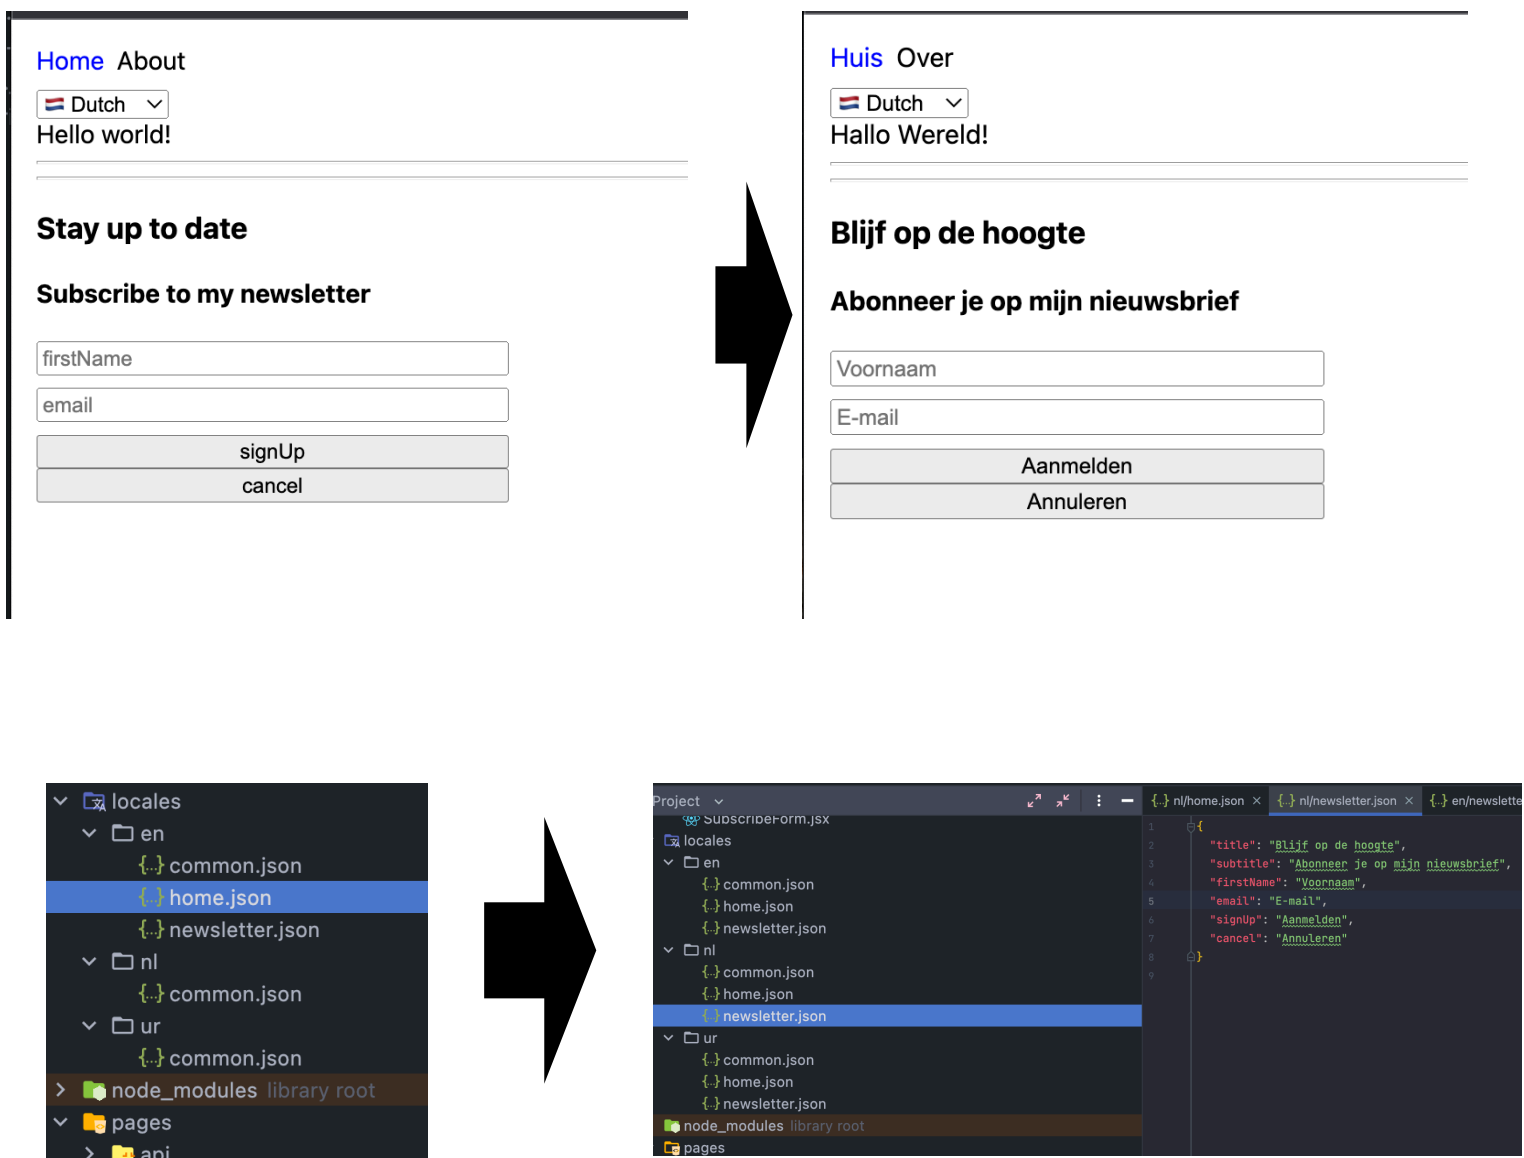 Home About
Dutch
Hello world!
Stay up to date
Subscribe to my newsletter
firstName
email
signUp
cancel
Huis Over
Dutch
Hallo Wereld!
Blijf op de hoogte
Abonneer je op mijn nieuwsbrief
Voornaam
E-mail
Aanmelden
Annuleren
locales
en
{..} common.json
{..} home.json
{..} newsletter.json
nl
{..} common.json
ur
{..} common.json
node_modules library root
pages
api
Project
SubscribeForm.jsx
locales
en
{..} common.json
{..} home.json
{..} newsletter.json
nl
{..} common.json
{..} home.json
{..} newsletter.json
ur
{..} common.json
{..} home.json
{..} newsletter.json
node_modules library root
pages
{..} nl/home.json × {..} nl/newsletter.json × {..} en/newslette
1 {
2 "title": "Blijf op de hoogte",
3 "subtitle": "Abonneer je op mijn nieuwsbrief",
4 "firstName": "Voornaam",
5 "email": "E-mail",
6 "signUp": "Aanmelden",
7 "cancel": "Annuleren"
8 }
9